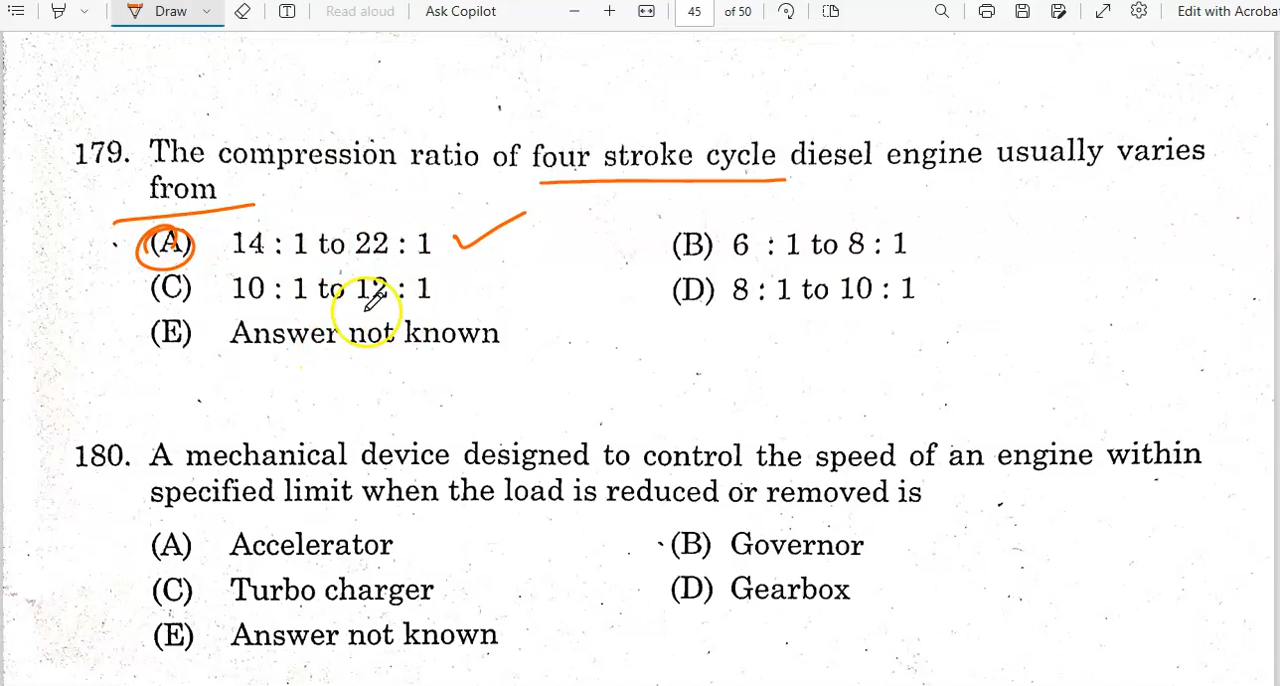 Draw Read aloud Ask Copilot 45 of 50 Edit with Acroba
179. The compression ratio of four stroke cycle diesel engine usually varies
from
(A) 14 : 1 to 22 : 1 (B) 6 : 1 to 8 : 1
(C) 10 : 1 to 12 : 1 (D) 8 : 1 to 10 : 1
(E) Answer not known
180. A mechanical device designed to control the speed of an engine within
specified limit when the load is reduced or removed is
(A) Accelerator (B) Governor
(C) Turbo charger (D) Gearbox
(E) Answer not known